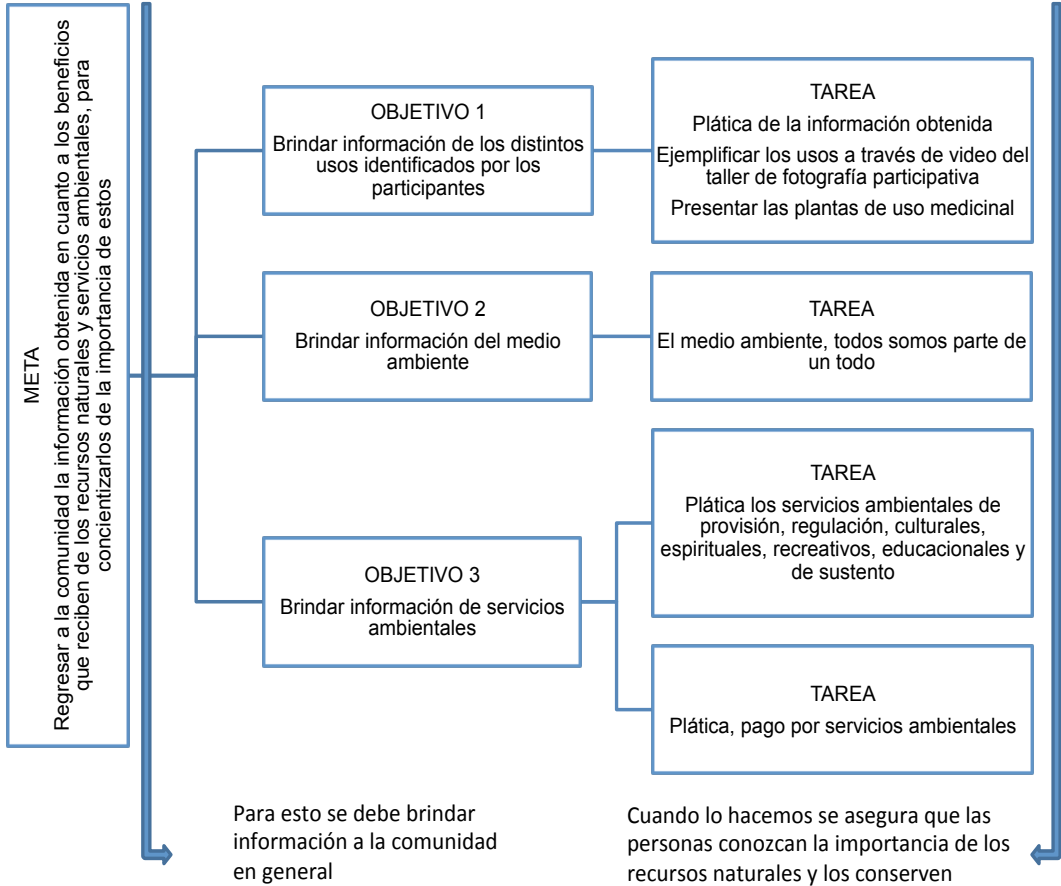 META
Regresar a la comunidad la información obtenida en cuanto a los beneficios
que reciben de los recursos naturales y servicios ambientales, para
concientizarlos de la importancia de estos
OBJETIVO 1
Brindar información de los distintos
usos identificados por los
participantes
TAREA
Plática de la información obtenida
Ejemplificar los usos a través de video del
taller de fotografía participativa
Presentar las plantas de uso medicinal
OBJETIVO 2
Brindar información del medio
ambiente
TAREA
El medio ambiente, todos somos parte de
un todo
OBJETIVO 3
Brindar información de servicios
ambientales
TAREA
Plática los servicios ambientales de
provisión, regulación, culturales,
espirituales, recreativos, educacionales y
de sustento
TAREA
Plática, pago por servicios ambientales
Para esto se debe brindar
información a la comunidad
en general
Cuando lo hacemos se asegura que las
personas conozcan la importancia de los
recursos naturales y los conserven